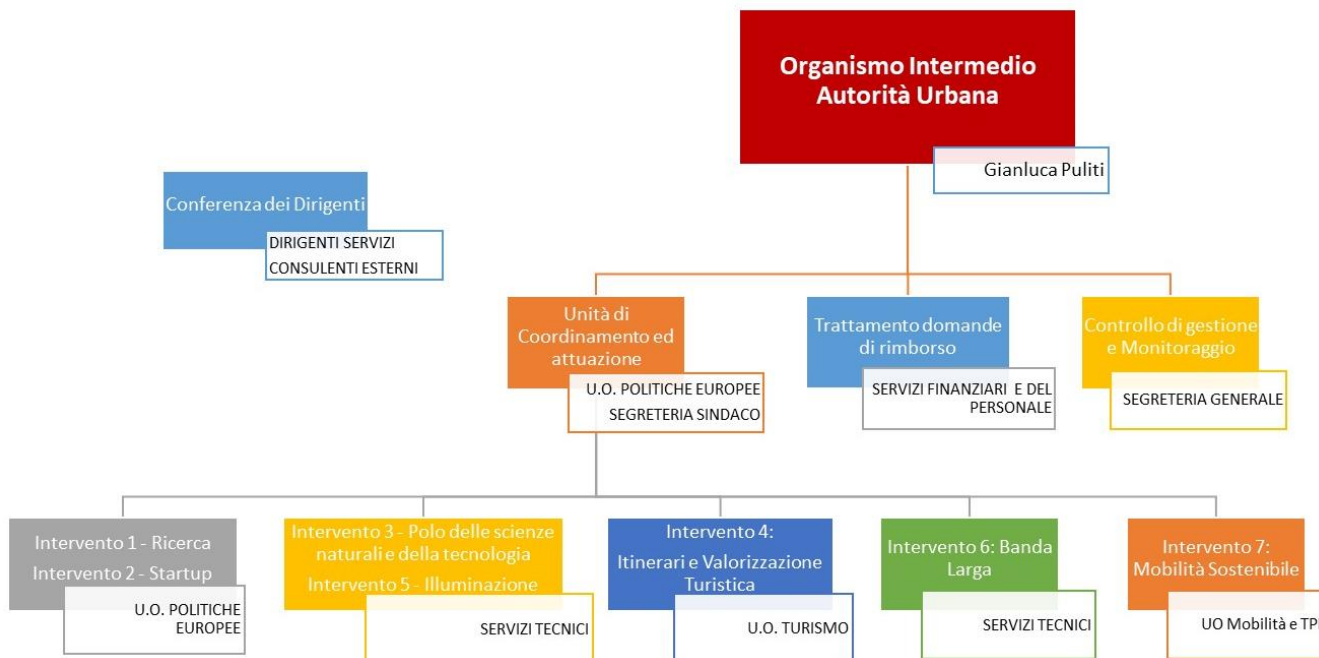 Organismo Intermedio
Autorità Urbana
Gianluca Puliti
Conferenza dei Dirigenti
DIRIGENTI SERVIZI
CONSULENTI ESTERNI
Unità di
Coordinamento ed
attuazione
U.O. POLITICHE EUROPEE
SEGRETERIA SINDACO
Trattamento domande
di rimborso
SERVIZI FINANZIARI E DEL
PERSONALE
Controllo di gestione
e Monitoraggio
SEGRETERIA GENERALE
Intervento 1 - Ricerca
Intervento 2 - Startup
U.O. POLITICHE
EUROPEE
Intervento 3 - Polo delle scienze
naturali e della tecnologia
Intervento 5 - Illuminazione
SERVIZI TECNICI
Intervento 4:
Itinerari e Valorizzazione
Turistica
U.O. TURISMO
Intervento 6: Banda
Larga
SERVIZI TECNICI
Intervento 7:
Mobilità Sostenibile
UO Mobilità e